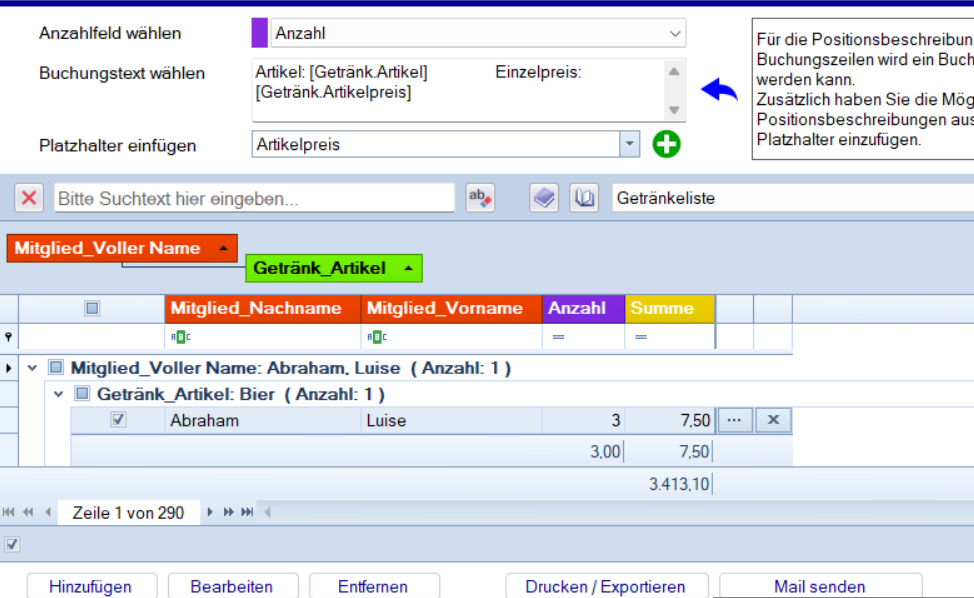 Anzahlfeld wählen
Anzahl
Buchungstext wählen
Artikel: [Getränk.Artikel] Einzelpreis:
[Getränk.Artikelpreis]
Platzhalter einfügen
Artikelpreis
Für die Positionsbeschreibun
Buchungszeilen wird ein Buch
werden kann.
Zusätzlich haben Sie die Mög
Positionsbeschreibungen aus
Platzhalter einzufügen.
Bitte Suchtext hier eingeben...
ab
Getränkeliste
Mitglied_Voller Name
Getränk_Artikel
Mitglied_Nachname Mitglied_Vorname Anzahl Summe
ABC ABC = =
Mitglied_Voller Name: Abraham, Luise ( Anzahl: 1 )
Getränk_Artikel: Bier ( Anzahl: 1 )
Abraham Luise 3 7,50 ... x
3,00 7,50
3.413,10
Zeile 1 von 290
Hinzufügen Bearbeiten Entfernen Drucken / Exportieren Mail senden